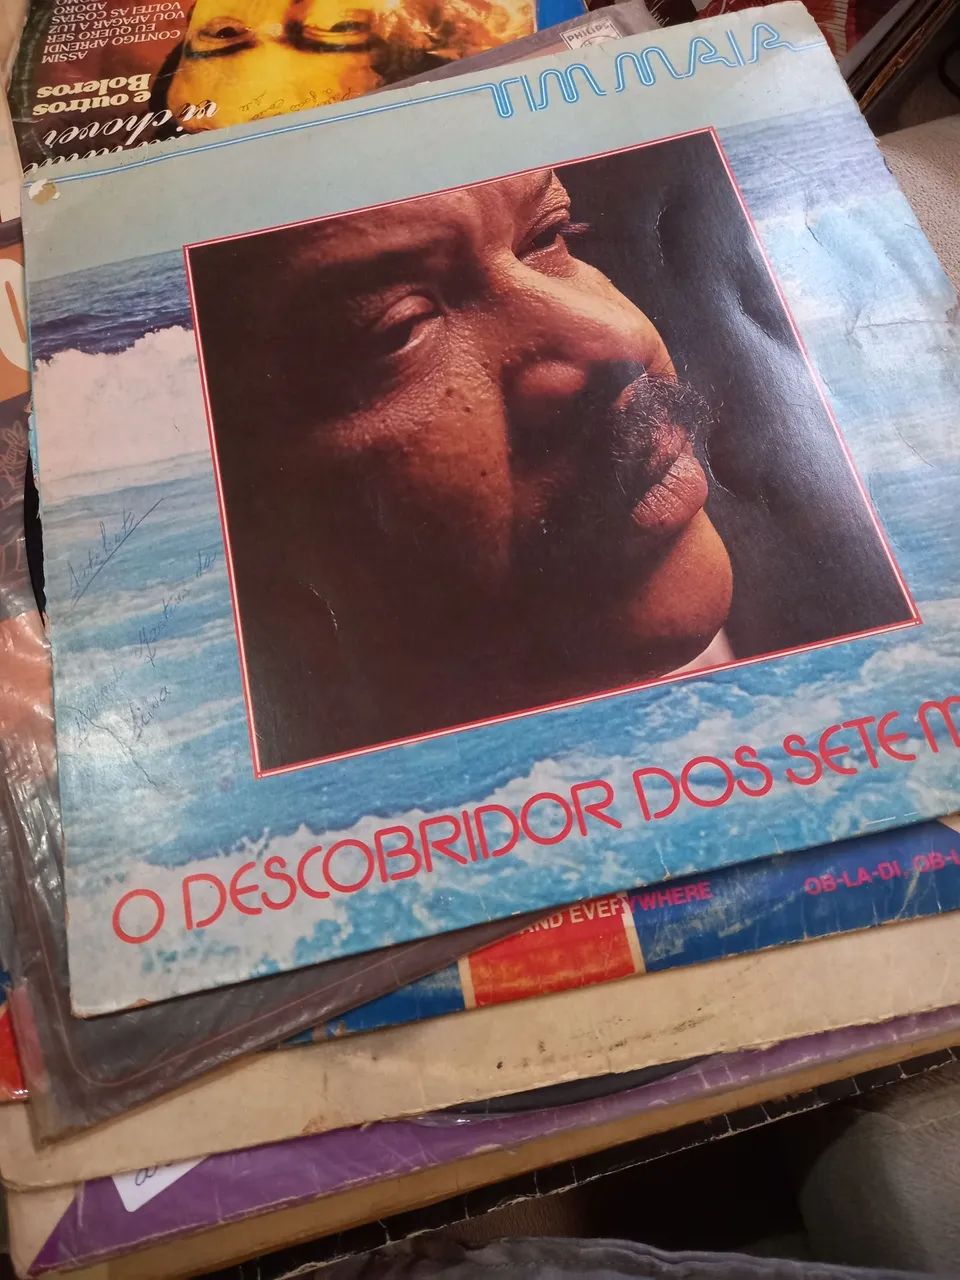 ASSIM
CONTIGO APRENDI
EU QUERO SER
VOU APAGAR A LUZ
VOLTEI AS COSTAS
ADORO
e outros
Boleros
PHILIPS
TIM MAIA
O DESCOBRIDOR DOS SETE M
AND EVERYWHERE
OB-LA-DI, OB-L